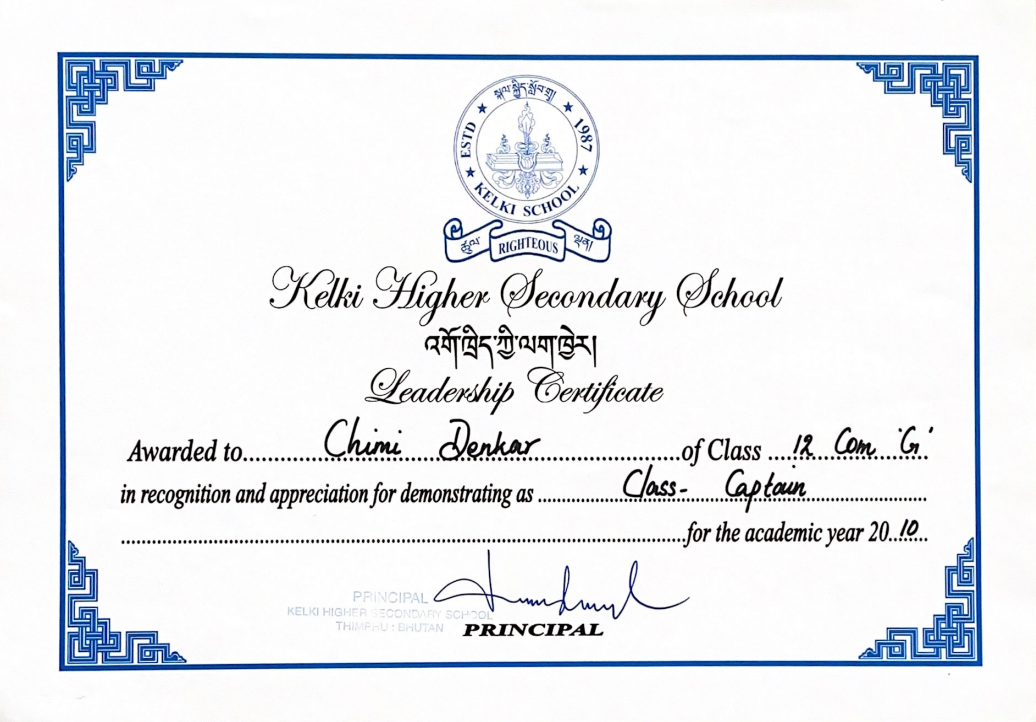 སྐལ་སྐྱིད་སློབ་གྲྭ།
ESTD 1987
KELKI SCHOOL
ཚུལ་ RIGHTEOUS ལྡན།
Kelki Higher Secondary School
འགོ་ཁྲིད་ཀྱི་ལག་ཁྱེར།
Leadership Certificate
Awarded to Chimi Denkar of Class 12 Com 'G'
in recognition and appreciation for demonstrating as Class- Captain
for the academic year 2010
PRINCIPAL
KELKI HIGHER SECONDARY SCHOOL
THIMPHU : BHUTAN
PRINCIPAL